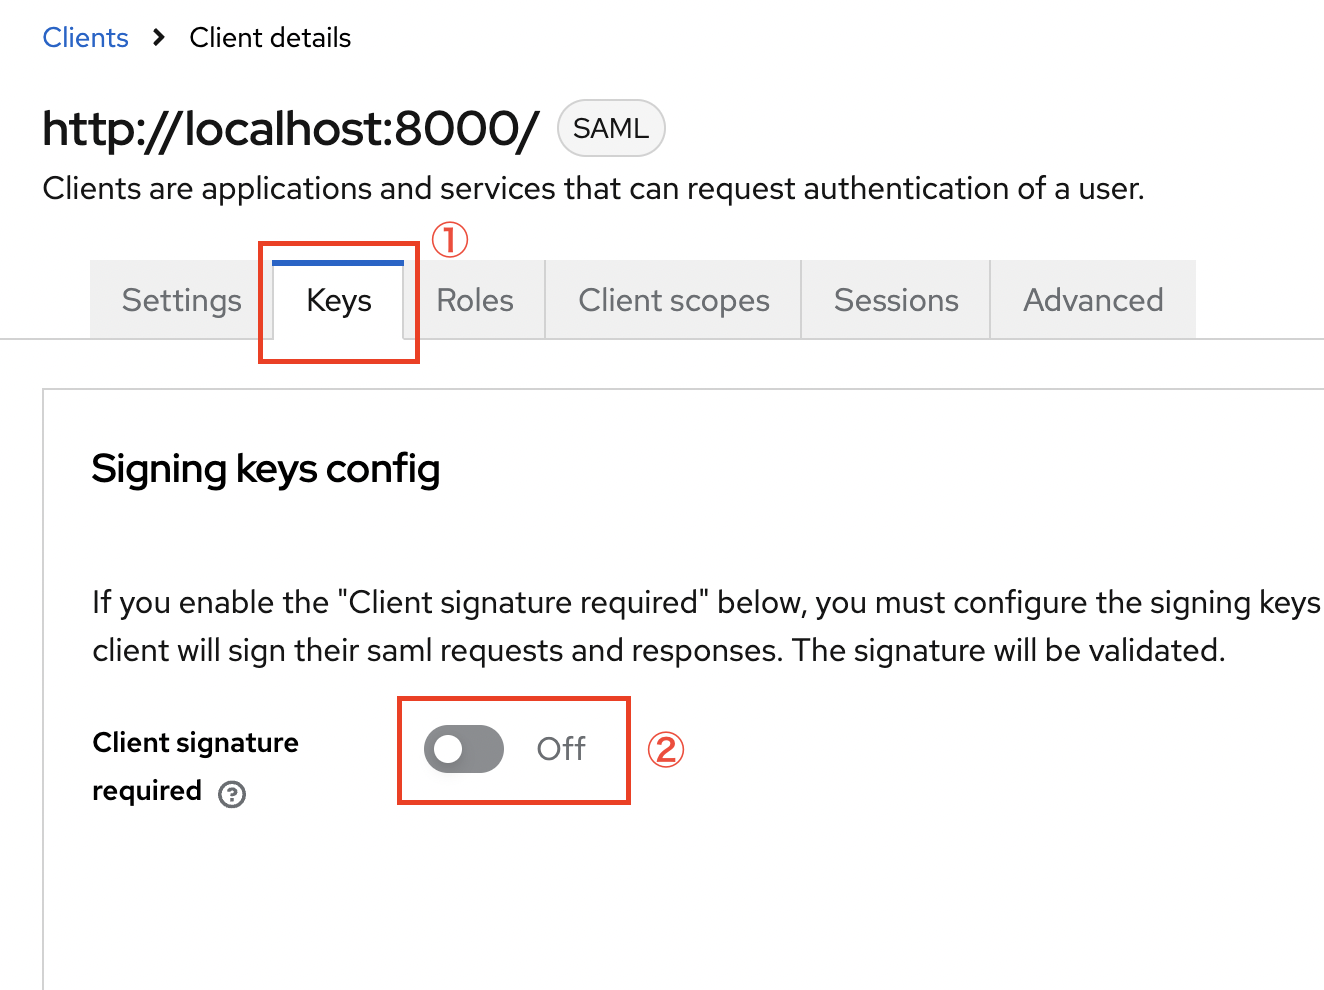 Clients > Client details
http://localhost:8000/ SAML
Clients are applications and services that can request authentication of a user.
①
Settings Keys Roles Client scopes Sessions Advanced
Signing keys config
If you enable the "Client signature required" below, you must configure the signing keys
client will sign their saml requests and responses. The signature will be validated.
Client signature
required ?
Off ②